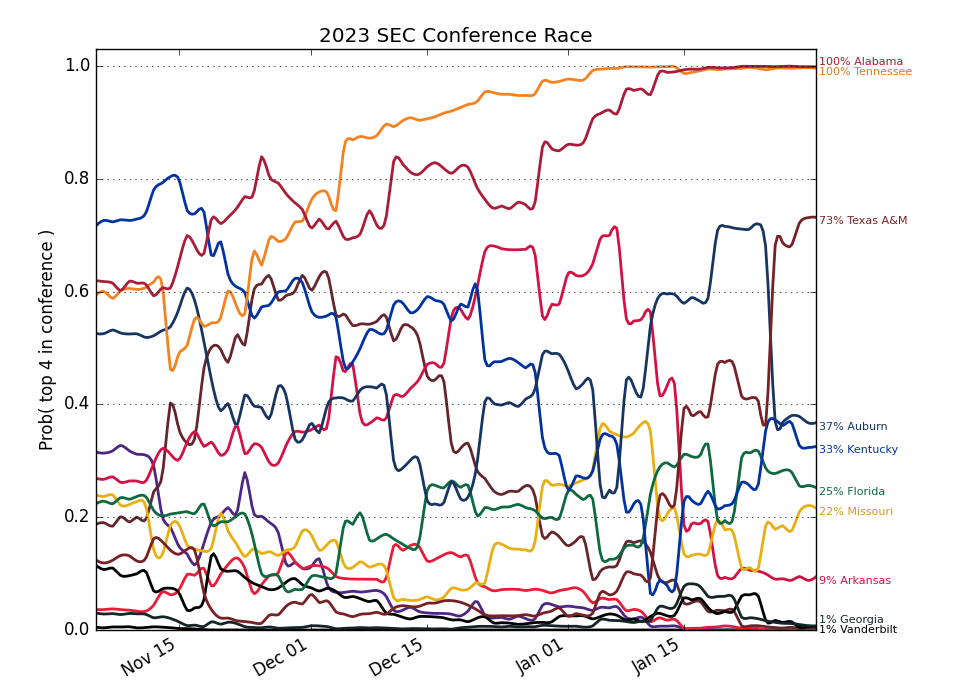 2023 SEC Conference Race
Prob( top 4 in conference )
1.0
0.8
0.6
0.4
0.2
0.0
Nov 15
Dec 01
Dec 15
Jan 01
Jan 15
100% Alabama
100% Tennessee
73% Texas A&M
37% Auburn
33% Kentucky
25% Florida
22% Missouri
9% Arkansas
1% Georgia
1% Vanderbilt